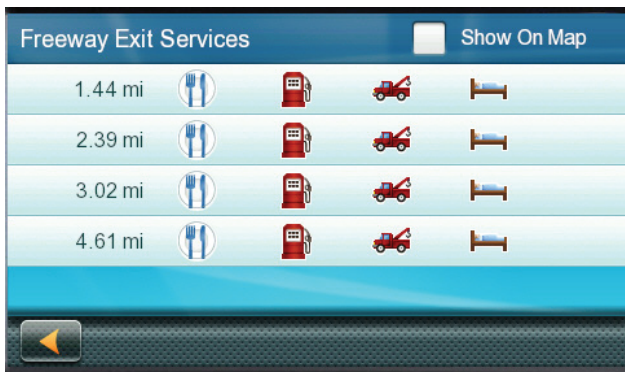 Freeway Exit Services Show On Map
1.44 mi
2.39 mi
3.02 mi
4.61 mi